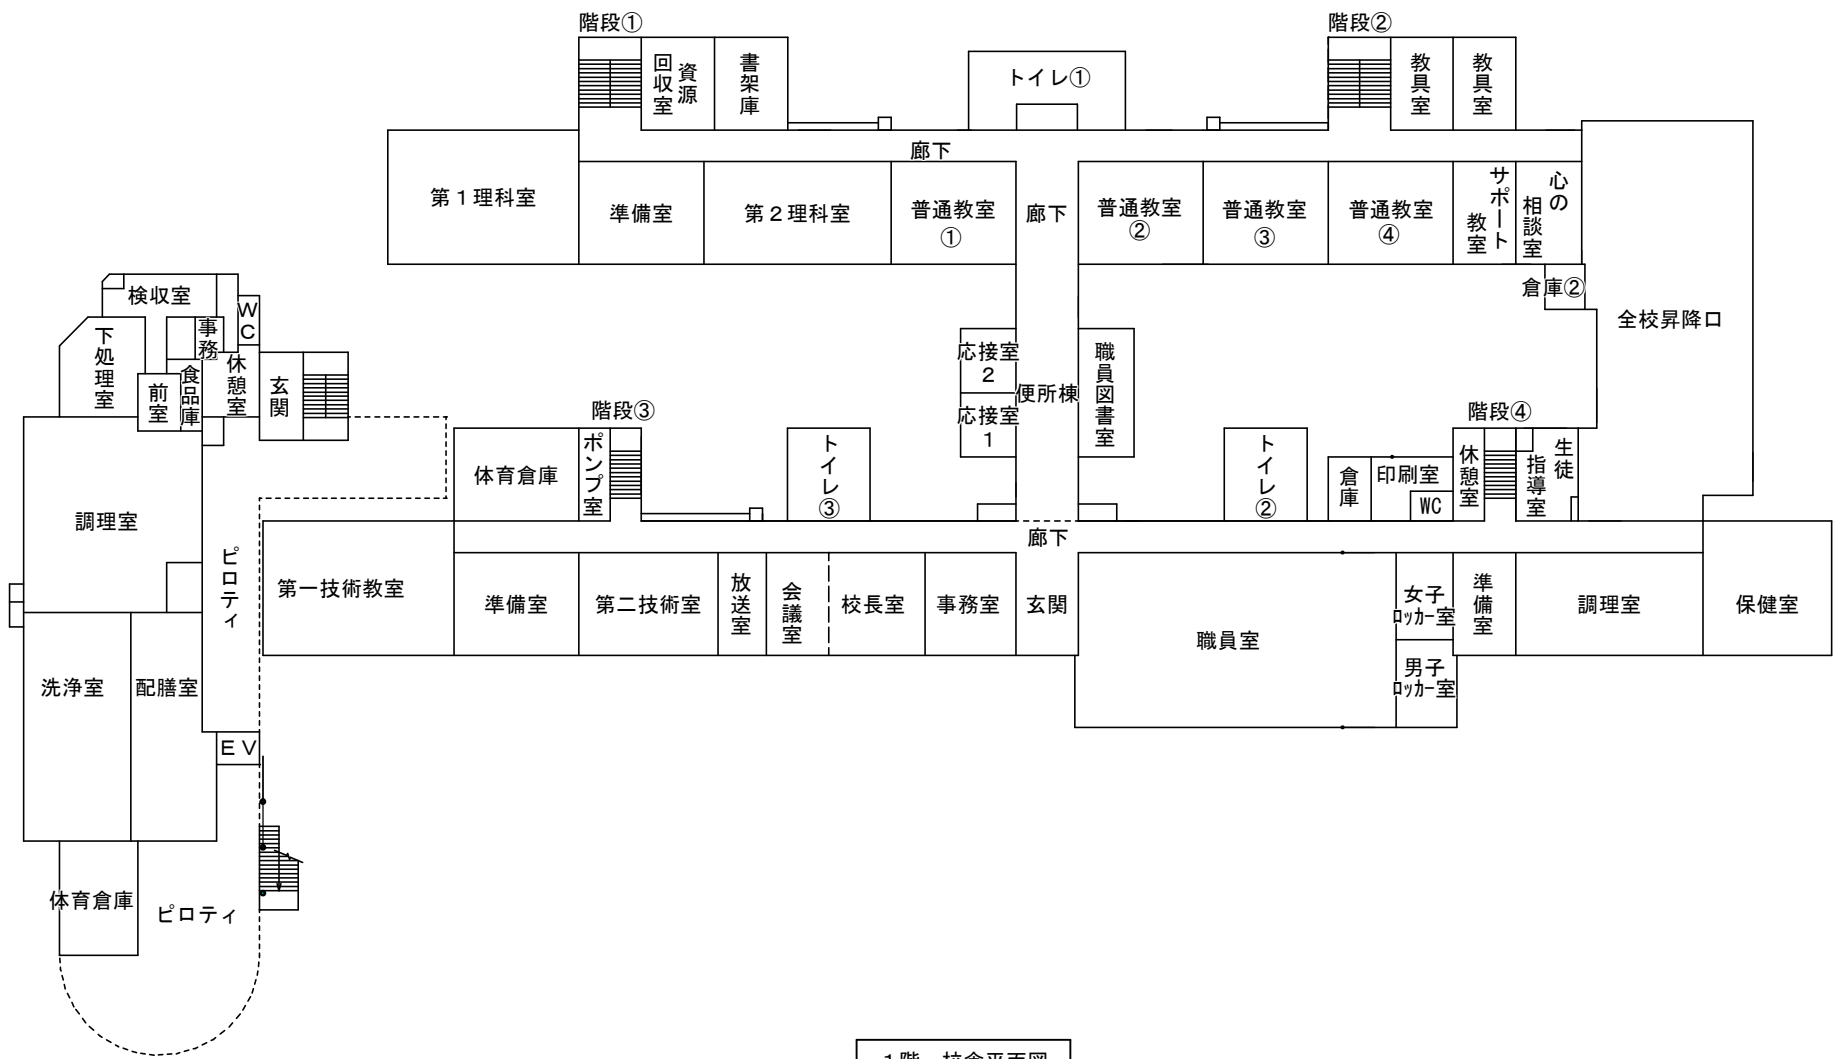 階段①
階段②
資源
回収室
書架庫
トイレ①
教具室
教具室
廊下
第１理科室
準備室
第２理科室
普通教室
①
廊下
普通教室
②
普通教室
③
普通教室
④
サポート
教室
心の
相談室
倉庫②
全校昇降口
検収室
ＷＣ
事務
下処理室
前室
食品庫
休憩室
玄関
応接室
2
応接室
1
便所棟
職員図書室
階段③
階段④
体育倉庫
ポンプ室
トイレ③
トイレ②
倉庫
印刷室
WC
休憩室
生徒
指導室
調理室
ピロティ
廊下
第一技術教室
準備室
第二技術室
放送室
会議室
校長室
事務室
玄関
職員室
女子
ﾛｯｶｰ室
男子
ﾛｯｶｰ室
準備室
調理室
保健室
洗浄室
配膳室
ＥＶ
体育倉庫
ピロティ
１階　校舎平面図